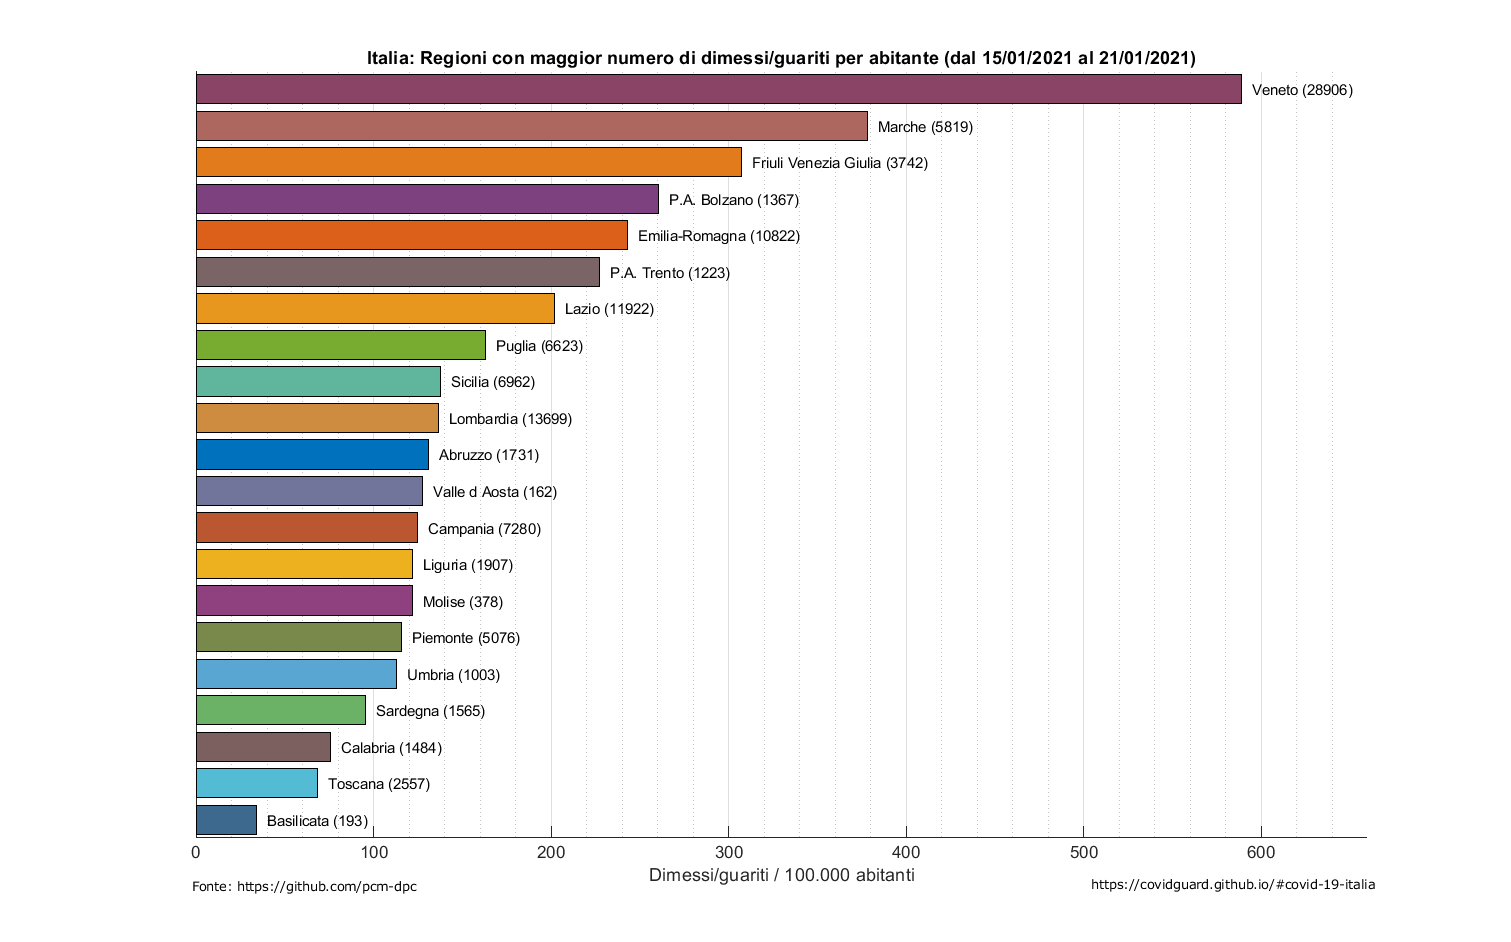 Italia: Regioni con maggior numero di dimessi/guariti per abitante (dal 15/01/2021 al 21/01/2021)
Veneto (28906)
Marche (5819)
Friuli Venezia Giulia (3742)
P.A. Bolzano (1367)
Emilia-Romagna (10822)
P.A. Trento (1223)
Lazio (11922)
Puglia (6623)
Sicilia (6962)
Lombardia (13699)
Abruzzo (1731)
Valle d Aosta (162)
Campania (7280)
Liguria (1907)
Molise (378)
Piemonte (5076)
Umbria (1003)
Sardegna (1565)
Calabria (1484)
Toscana (2557)
Basilicata (193)
0 100 200 300 400 500 600
Dimessi/guariti / 100.000 abitanti
Fonte: https://github.com/pcm-dpc
https://covidguard.github.io/#covid-19-italia